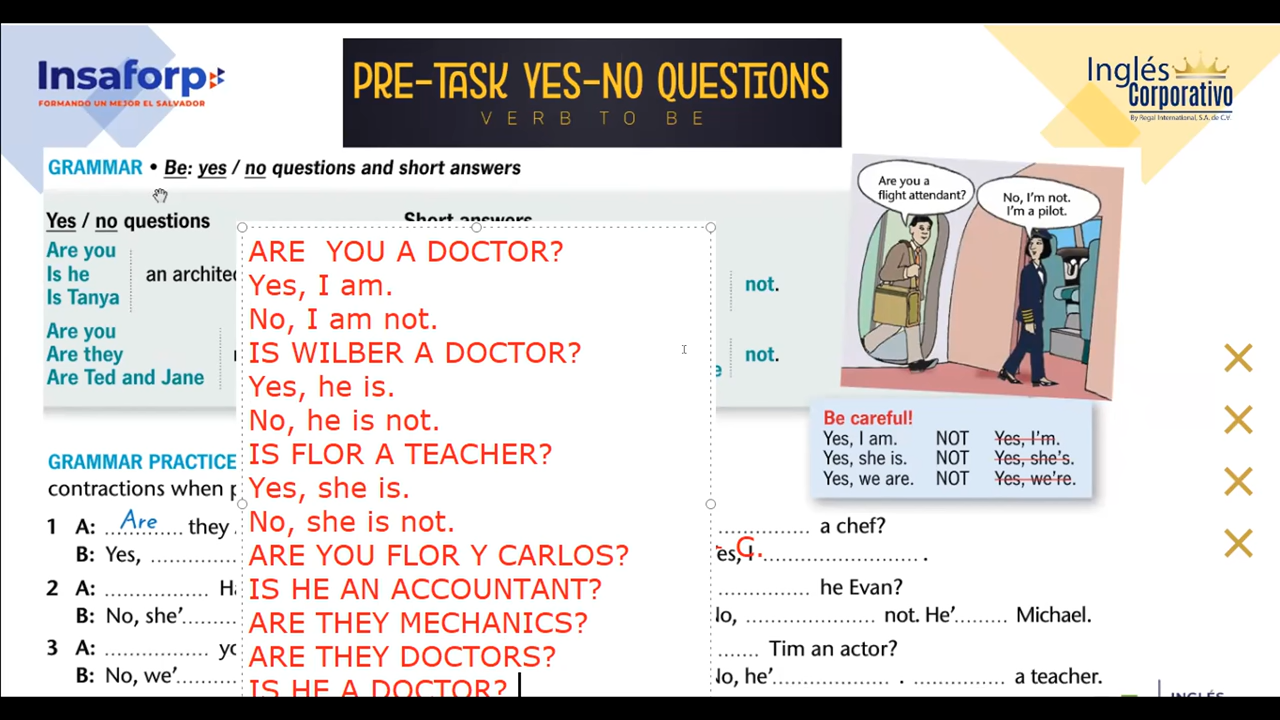 Insaforp
FORMANDO UN MEJOR EL SALVADOR
PRE-TASK YES-NO QUESTIONS
VERB TO BE
Inglés
Corporativo
By Regal International, S.A. de C.V.
GRAMMAR • Be: yes / no questions and short answers
Yes / no questions
Short answers
Are you
Is he
Is Tanya
an architec
not.
Are you
Are they
Are Ted and Jane
not.
ARE YOU A DOCTOR?
Yes, I am.
No, I am not.
IS WILBER A DOCTOR?
Yes, he is.
No, he is not.
IS FLOR A TEACHER?
Yes, she is.
No, she is not.
ARE YOU FLOR Y CARLOS?
IS HE AN ACCOUNTANT?
ARE THEY MECHANICS?
ARE THEY DOCTORS?
IS HE A DOCTOR?
Are you a
flight attendant?
No, I'm not.
I'm a pilot.
Be careful!
Yes, I am. NOT Yes, I'm.
Yes, she is. NOT Yes, she's.
Yes, we are. NOT Yes, we're.
GRAMMAR PRACTICE
contractions when p
1 A: Are they
B: Yes, ..............
2 A: .............. Ha
B: No, she'..........
3 A: .............. yo
B: No, we'..........
.............. a chef?
es, I .............. .
C.
.............. he Evan?
No, .............. not. He'........ Michael.
....... Tim an actor?
No, he'.............. . .............. a teacher.
INGLÉS